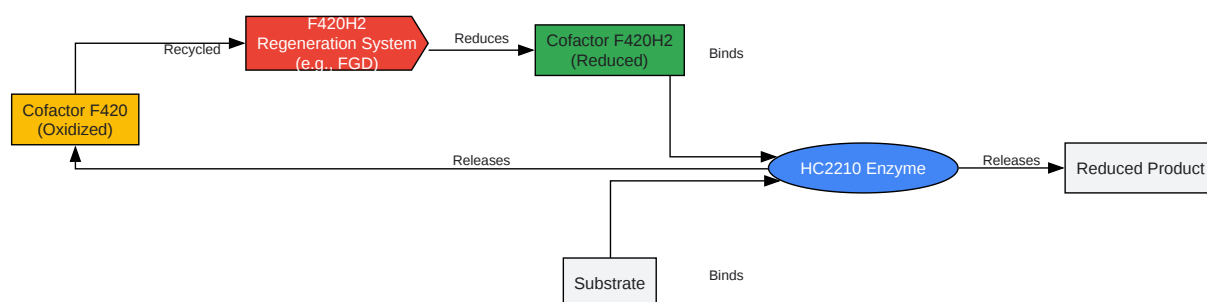 F420H2
Regeneration System
(e.g., FGD)
Recycled
Reduces
Cofactor F420H2
(Reduced)
Binds
Cofactor F420
(Oxidized)
Releases
HC2210 Enzyme
Releases
Reduced Product
Substrate
Binds